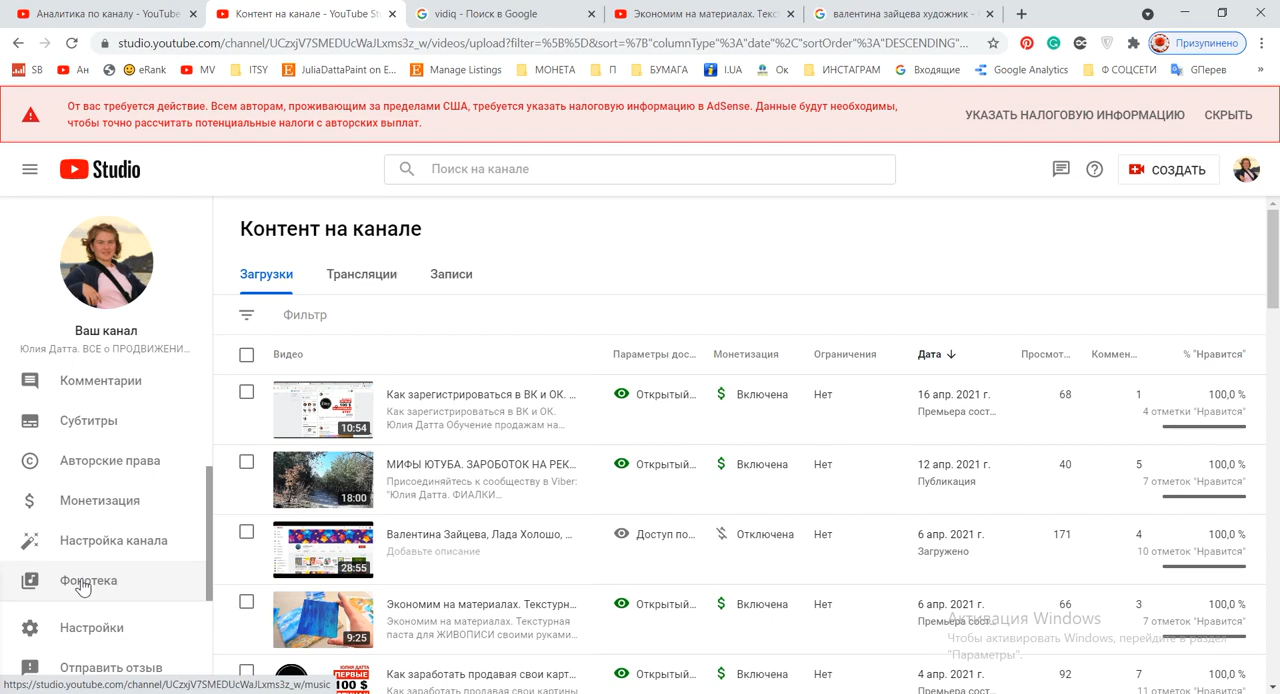 Аналитика по каналу - YouTube
Контент на канале - YouTube St
vidiq - Поиск в Google
Экономим на материалах. Текст
валентина зайцева художник -
studio.youtube.com/channel/UCzxjV7SMEDUcWaJLxms3z_w/videos/upload?filter=%5B%5D&sort=%7B"columnType"%3A"date"%2C"sortOrder"%3A"DESCENDING"...
Призупинено
SB
Ан
eRank
MV
ITSY
JuliaDattaPaint on E...
Manage Listings
МОНЕТА
П
БУМАГА
I.UA
Ок
ИНСТАГРАМ
Входящие
Google Analytics
Ф СОЦСЕТИ
GПерев
»
От вас требуется действие. Всем авторам, проживающим за пределами США, требуется указать налоговую информацию в AdSense. Данные будут необходимы,
чтобы точно рассчитать потенциальные налоги с авторских выплат.
УКАЗАТЬ НАЛОГОВУЮ ИНФОРМАЦИЮ
СКРЫТЬ
Studio
Поиск на канале
СОЗДАТЬ
Ваш канал
Юлия Датта. ВСЕ о ПРОДВИЖЕНИ...
Комментарии
Субтитры
Авторские права
Монетизация
Настройка канала
Фонотека
Настройки
Отправить отзыв
https://studio.youtube.com/channel/UCzxjV7SMEDUcWaJLxms3z_w/music
Контент на канале
Загрузки
Трансляции
Записи
Фильтр
Видео
Параметры дос...
Монетизация
Ограничения
Дата
Просмот...
Коммен...
% "Нравится"
10:54
Как зарегистрироваться в ВК и ОК. ...
Как зарегистрироваться в ВК и ОК.
Юлия Датта Обучение продажам на...
Открытый...
Включена
Нет
16 апр. 2021 г.
Премьера сост...
68
1
100,0 %
4 отметки "Нравится"
18:00
МИФЫ ЮТУБА. ЗАРОБОТОК НА РЕК...
Присоединяйтесь к сообществу в Viber:
"Юлия Датта. ФИАЛКИ...
Открытый...
Включена
Нет
12 апр. 2021 г.
Публикация
40
5
100,0 %
7 отметок "Нравится"
28:55
Валентина Зайцева, Лада Холошо, ...
Добавьте описание
Доступ по...
Отключена
Нет
6 апр. 2021 г.
Загружено
171
4
100,0 %
10 отметок "Нравится"
9:25
Экономим на материалах. Текстурн...
Экономим на материалах. Текстурная
паста для ЖИВОПИСИ своими руками...
Открытый...
Включена
Нет
6 апр. 2021 г.
Премьера сост...
66
3
100,0 %
7 отметок "Нравится"
ЮЛИЯ ДАТТА
ПЕРВЫЕ
100 $
Как заработать продавая свои карт...
Как заработать продавая свои картины
Открытый...
Включена
Нет
4 апр. 2021 г.
Премьера сост...
92
7
100,0 %
11 отметок "Нравится"
Активация Windows
Чтобы активировать Windows, перейдите в раздел
"Параметры".